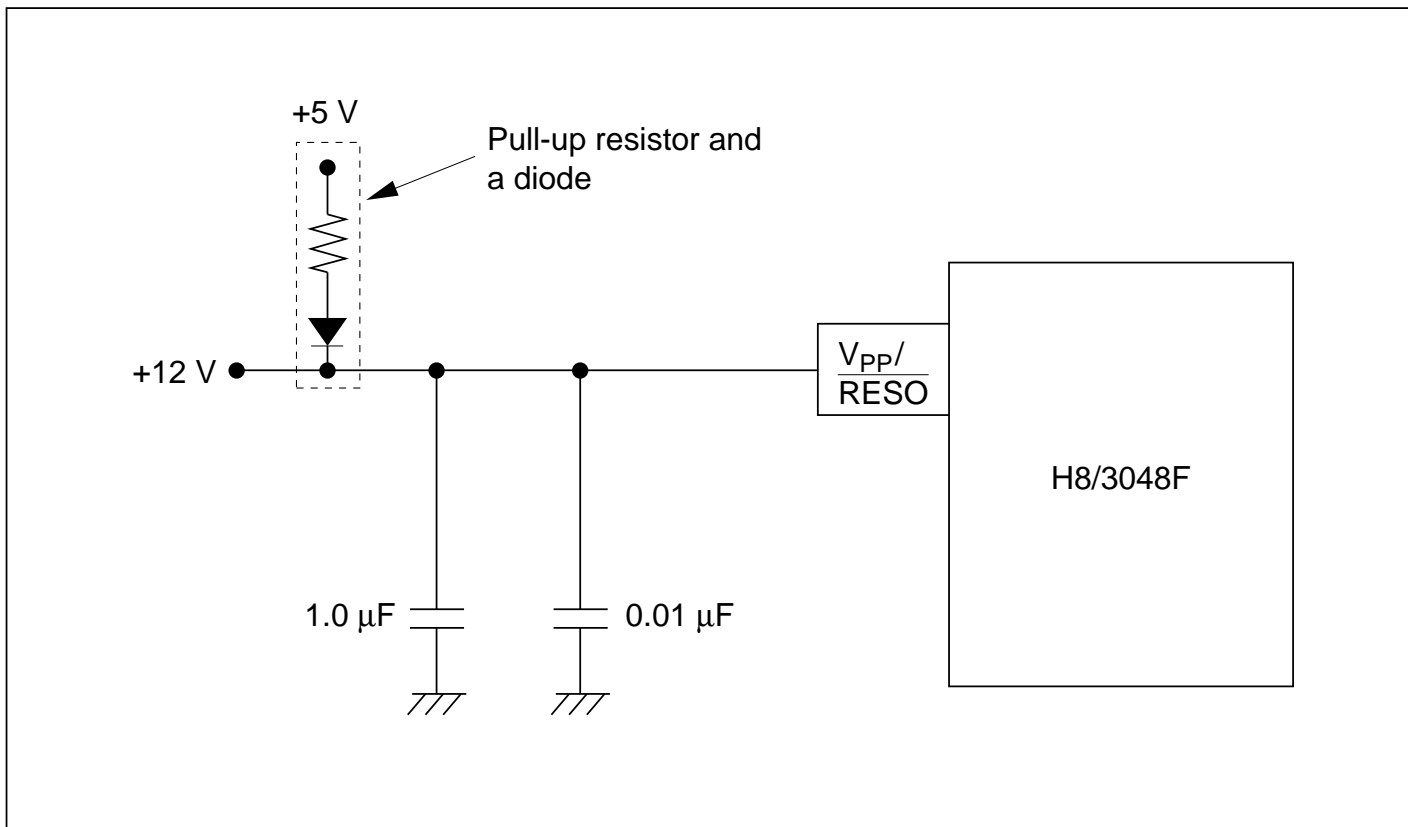 +5 V
Pull-up resistor and
a diode
+12 V
VPP/
RESO
H8/3048F
1.0 μF
0.01 μF